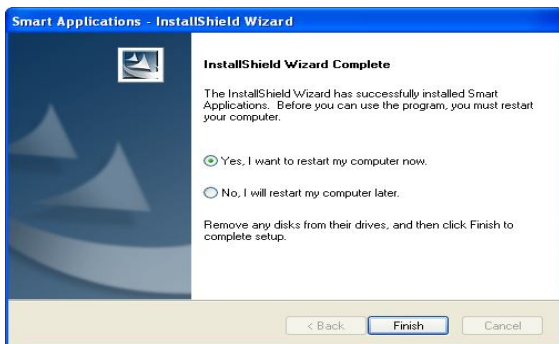 Smart Applications - InstallShield Wizard
InstallShield Wizard Complete
The InstallShield Wizard has successfully installed Smart
Applications. Before you can use the program, you must restart
your computer.
Yes, I want to restart my computer now.
No, I will restart my computer later.
Remove any disks from their drives, and then click Finish to
complete setup.
< Back Finish Cancel